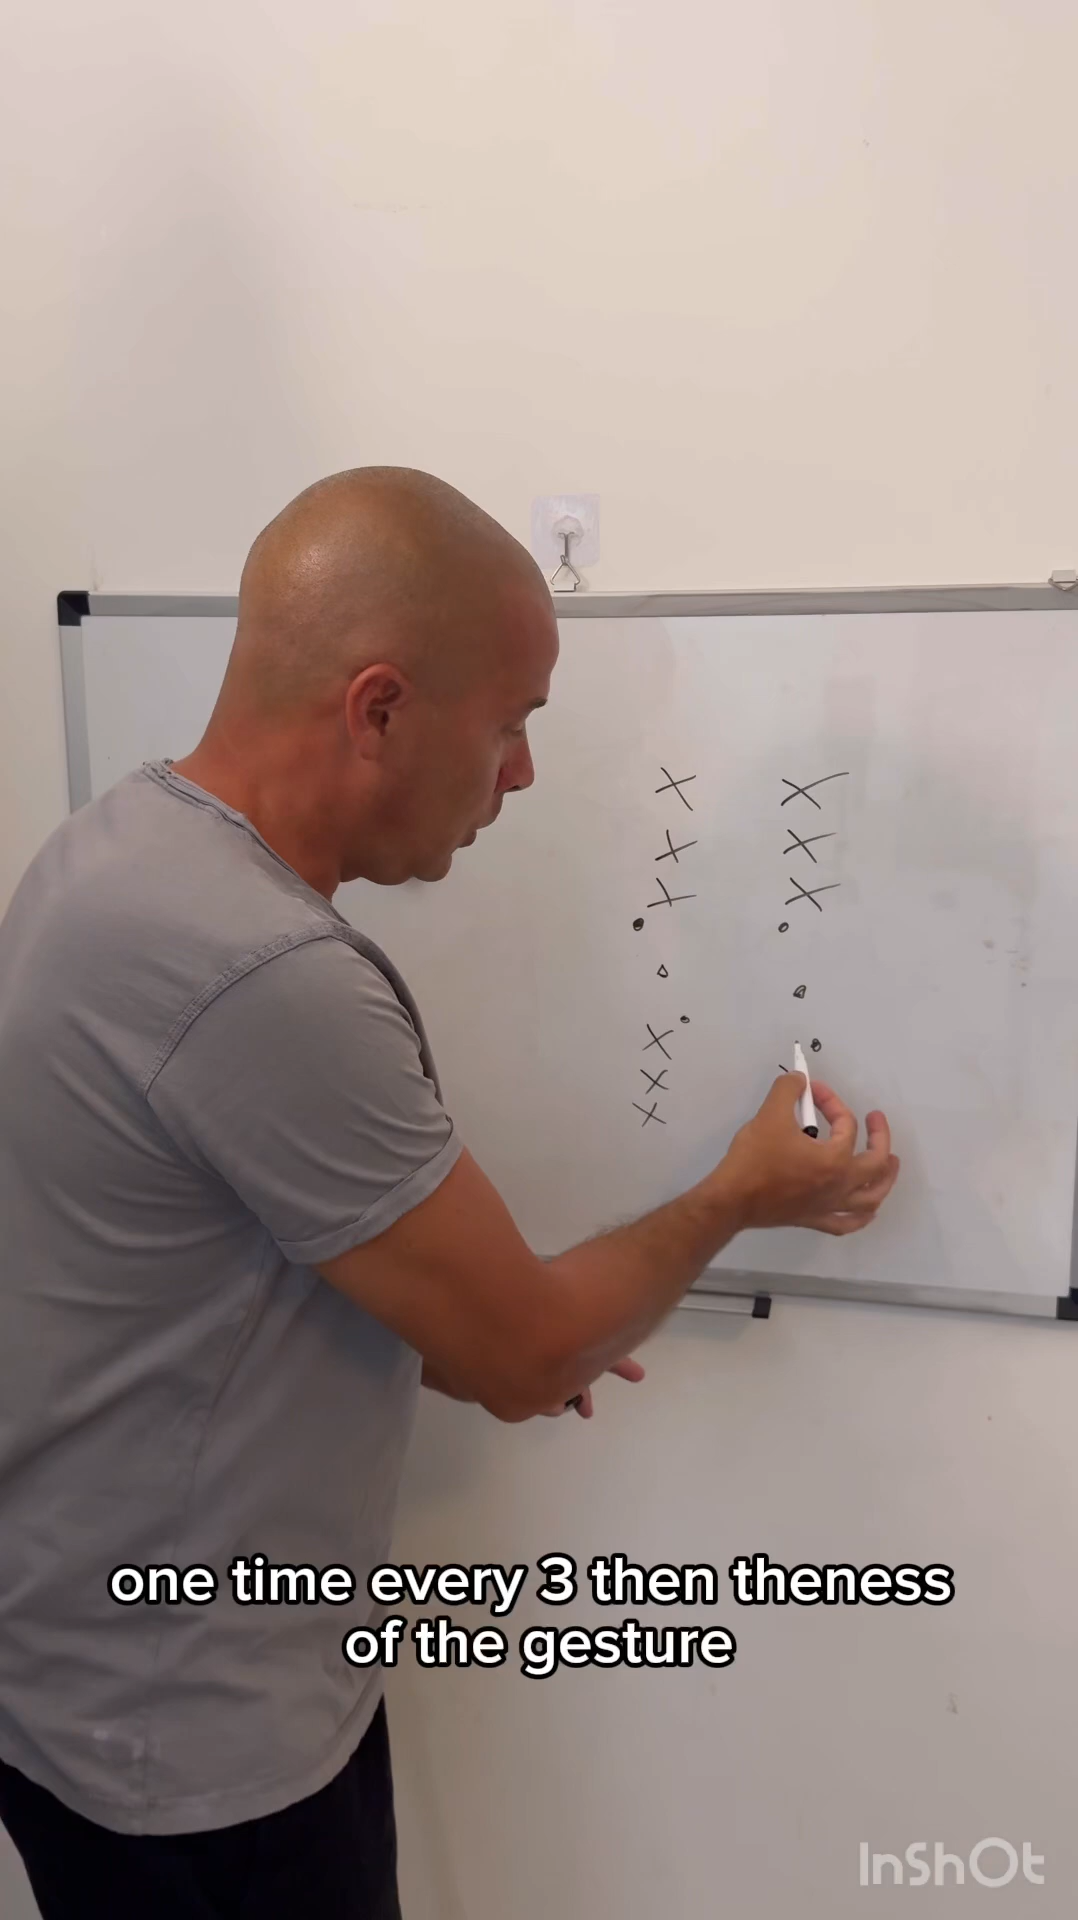 X X
X X
X X
X
X
X
one time every 3 then theness
of the gesture
InShOt